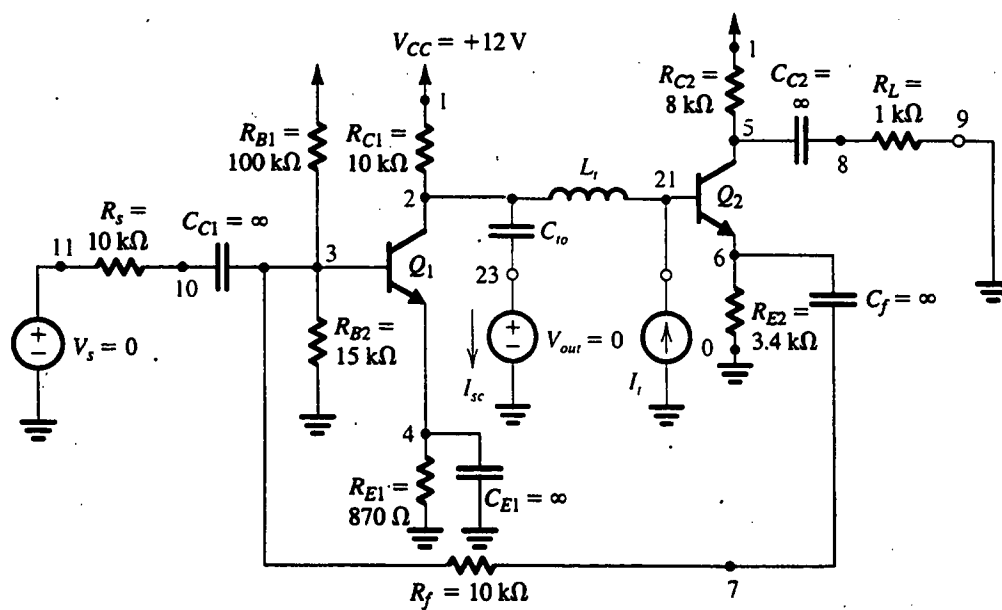 V_CC = +12 V
1
1
R_C2 =
8 kΩ
C_C2 =
∞
R_L =
1 kΩ
9
5
8
R_B1 =
100 kΩ
R_C1 =
10 kΩ
2
L_t
21
Q_2
R_s =
10 kΩ
C_C1 = ∞
11
10
3
Q_1
C_to
23
6
C_f = ∞
+
−
V_s = 0
R_B2 =
15 kΩ
I_sc
+
−
V_out = 0
I_t
0
R_E2 =
3.4 kΩ
4
R_E1 =
870 Ω
C_E1 = ∞
R_f = 10 kΩ
7